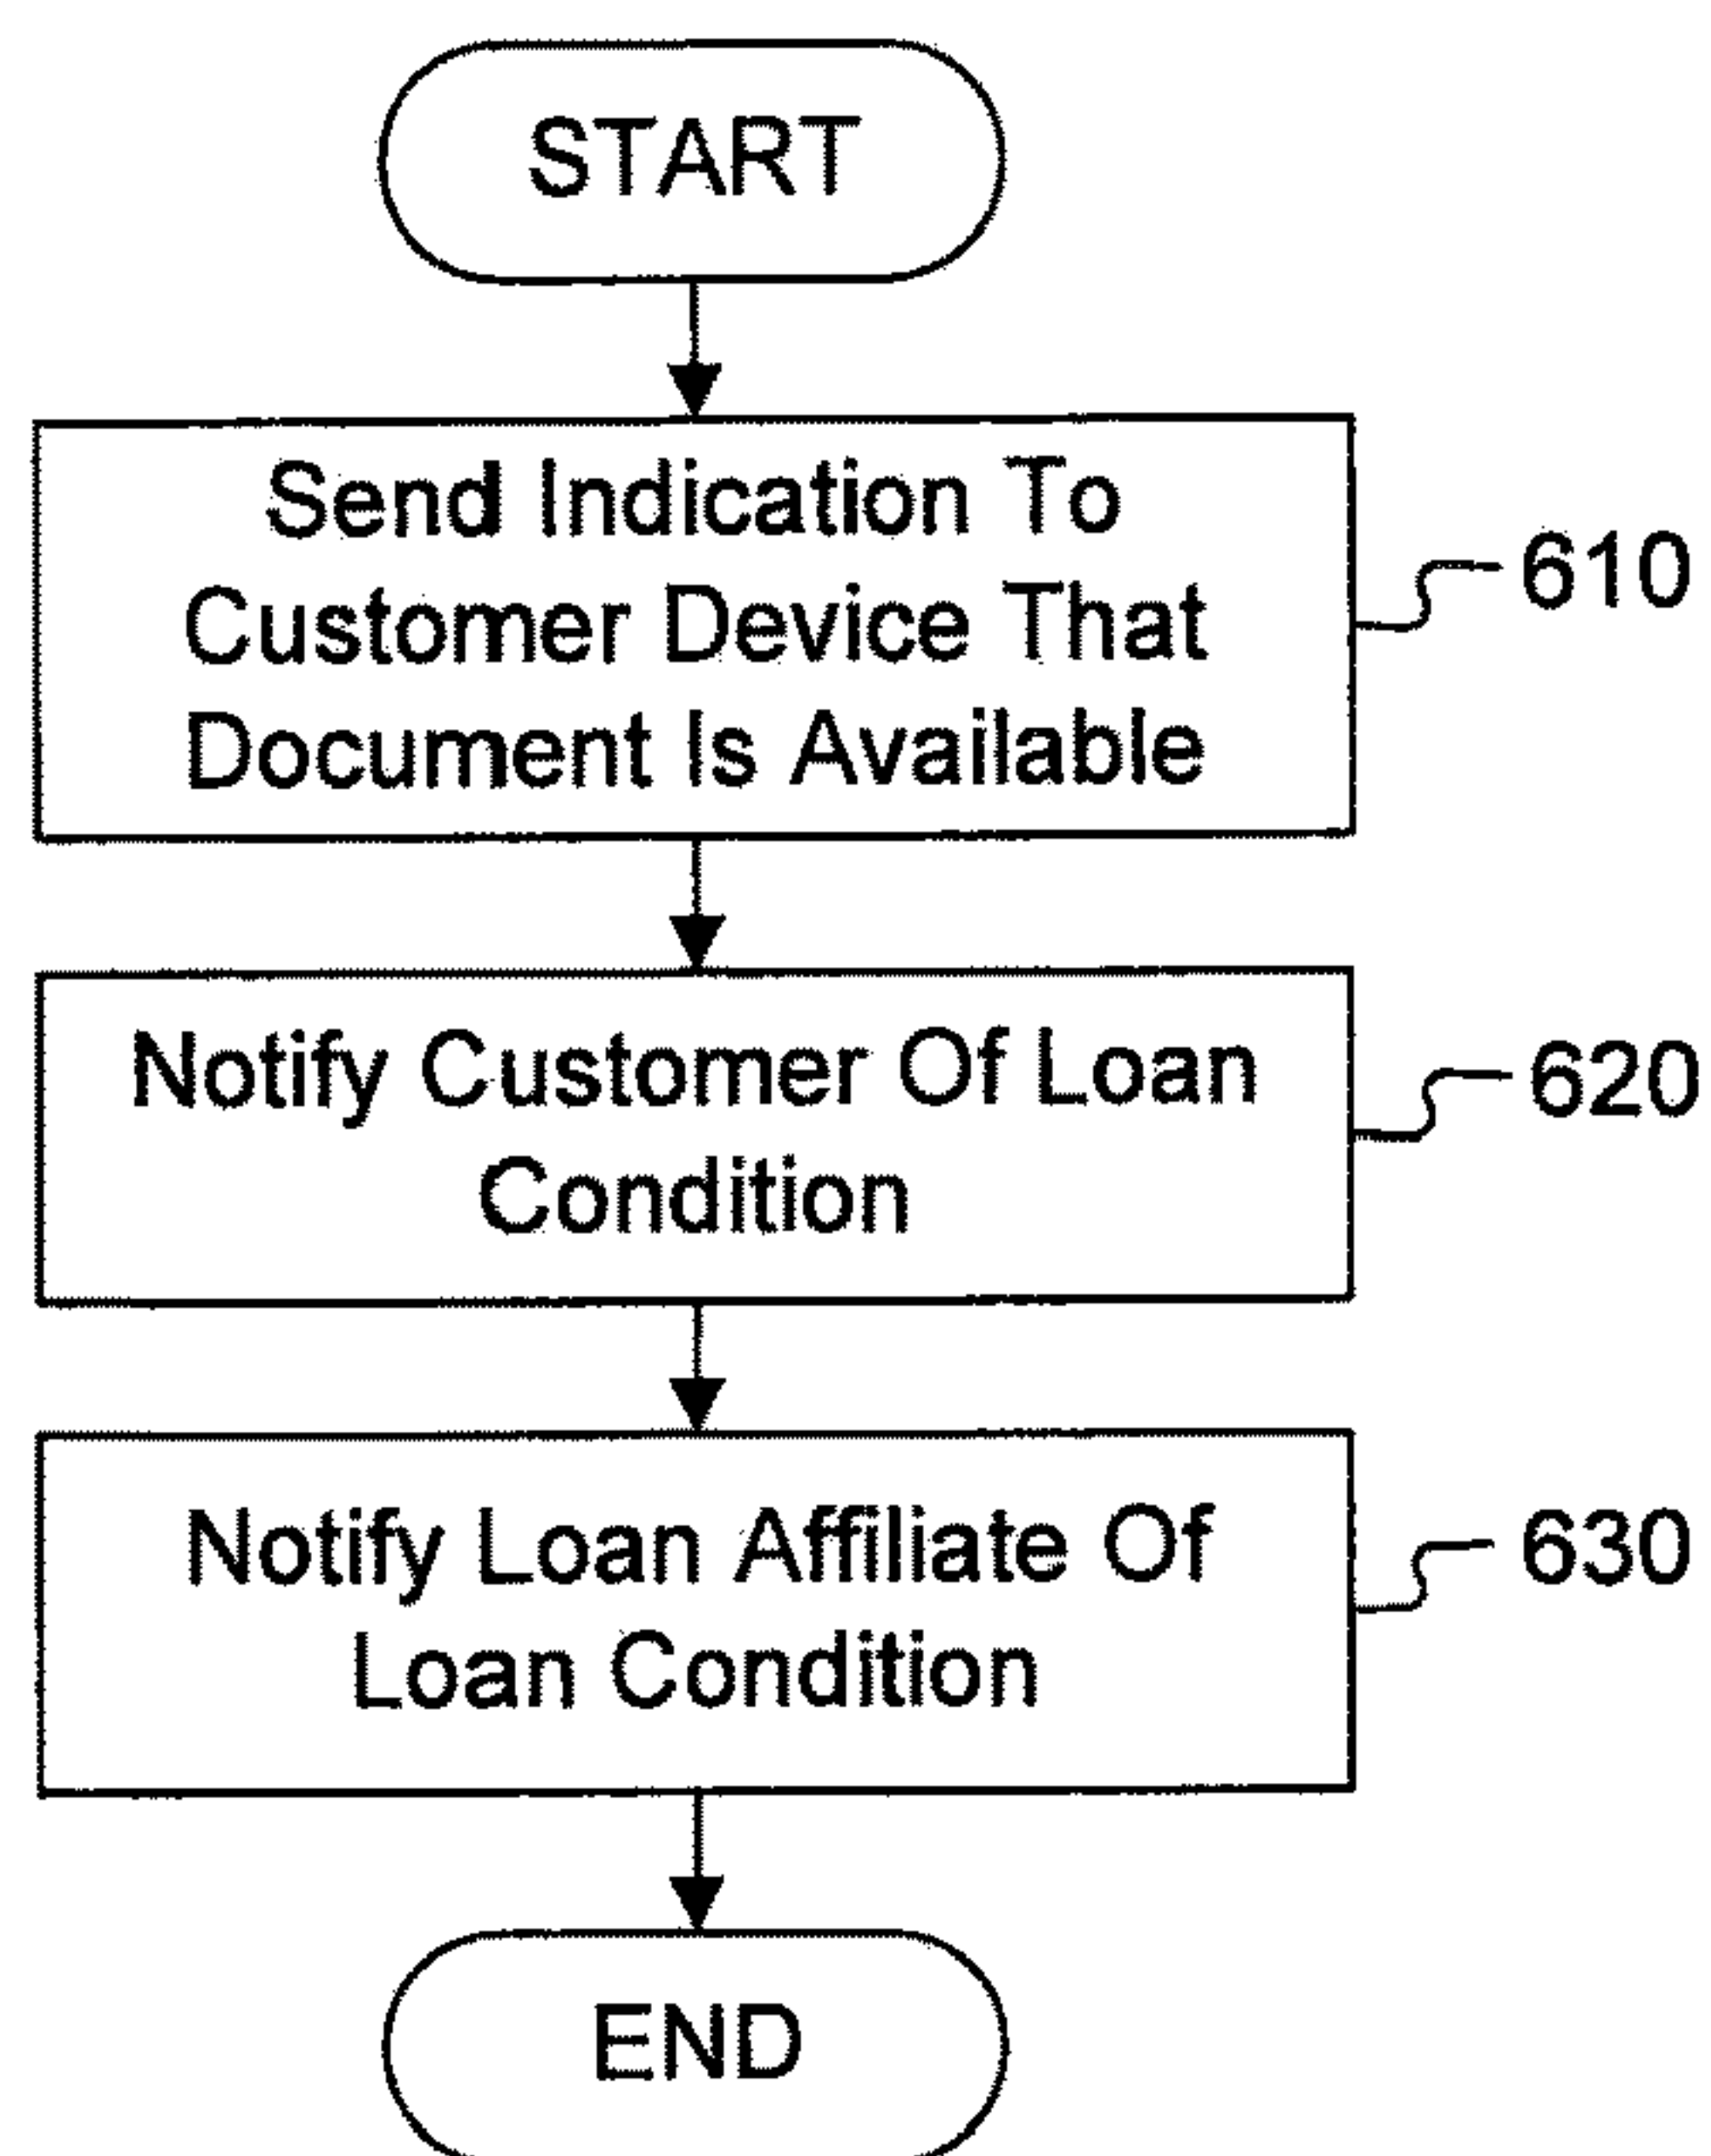 START
Send Indication To
Customer Device That
Document Is Available
610
Notify Customer Of Loan
Condition
620
Notify Loan Affiliate Of
Loan Condition
630
END